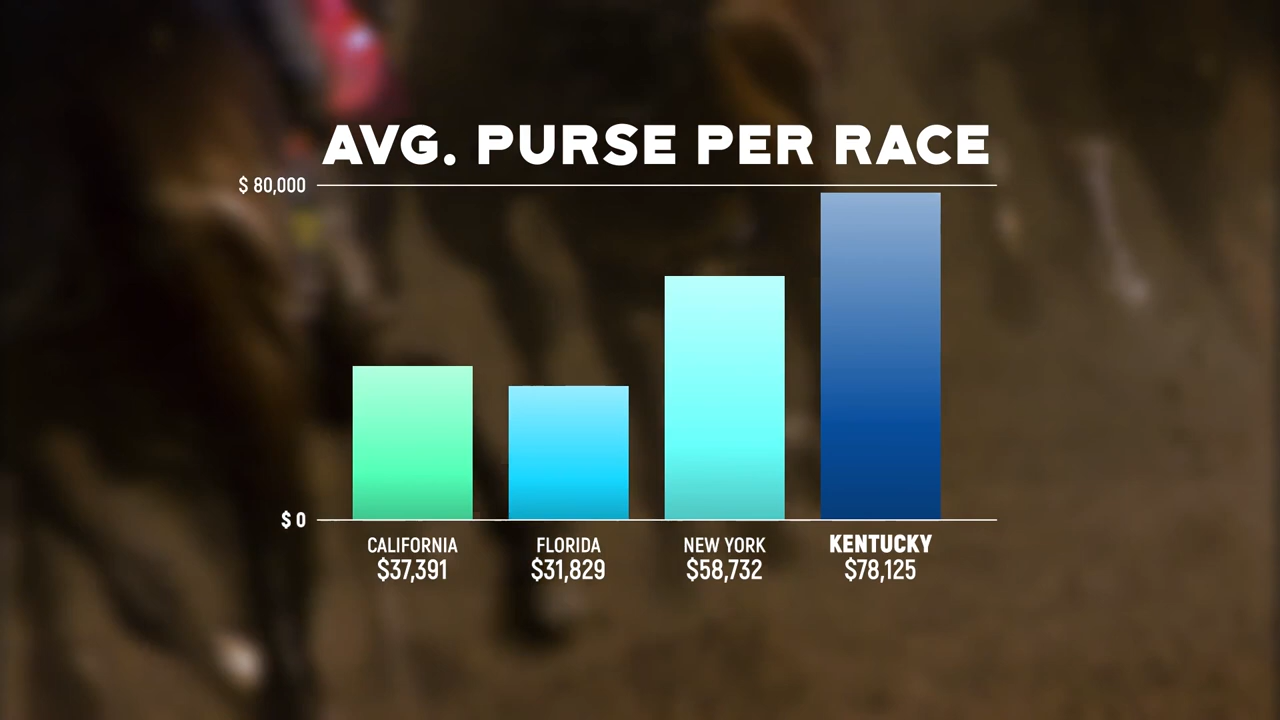 AVG. PURSE PER RACE
$ 80,000
$ 0
CALIFORNIA
$37,391
FLORIDA
$31,829
NEW YORK
$58,732
KENTUCKY
$78,125